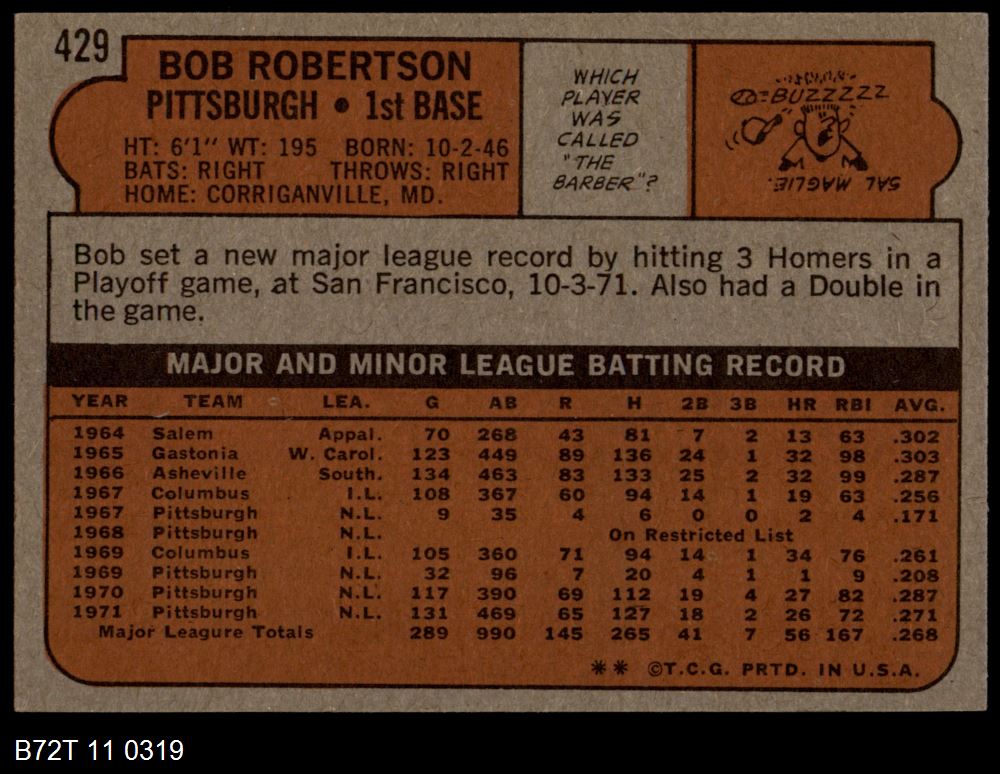 429
BOB ROBERTSON
PITTSBURGH • 1st BASE
HT: 6'1" WT: 195 BORN: 10-2-46
BATS: RIGHT THROWS: RIGHT
HOME: CORRIGANVILLE, MD.
WHICH
PLAYER
WAS
CALLED
"THE
BARBER"?
BUZZZZZ
SAL MAGLIE.
Bob set a new major league record by hitting 3 Homers in a
Playoff game, at San Francisco, 10-3-71. Also had a Double in
the game.
MAJOR AND MINOR LEAGUE BATTING RECORD
YEAR TEAM LEA. G AB R H 2B 3B HR RBI AVG.
1964 Salem Appal. 70 268 43 81 7 2 13 63 .302
1965 Gastonia W. Carol. 123 449 89 136 24 1 32 98 .303
1966 Asheville South. 134 463 83 133 25 2 32 99 .287
1967 Columbus I.L. 108 367 60 94 14 1 19 63 .256
1967 Pittsburgh N.L. 9 35 4 6 0 0 2 4 .171
1968 Pittsburgh N.L. On Restricted List
1969 Columbus I.L. 105 360 71 94 14 1 34 76 .261
1969 Pittsburgh N.L. 32 96 7 20 4 1 1 9 .208
1970 Pittsburgh N.L. 117 390 69 112 19 4 27 82 .287
1971 Pittsburgh N.L. 131 469 65 127 18 2 26 72 .271
Major Leagure Totals 289 990 145 265 41 7 56 167 .268
** ©T.C.G. PRTD. IN U.S.A.
B72T 11 0319